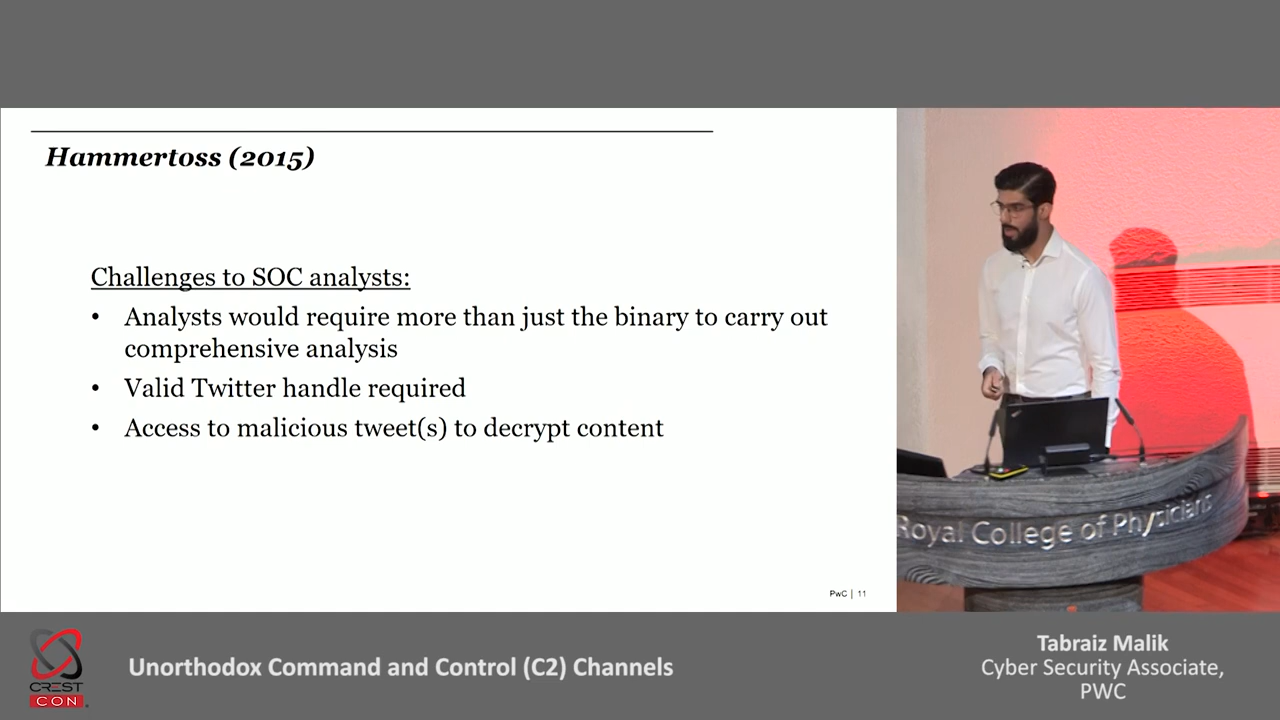 Hammertoss (2015)
Challenges to SOC analysts:
• Analysts would require more than just the binary to carry out
comprehensive analysis
• Valid Twitter handle required
• Access to malicious tweet(s) to decrypt content
PwC | 11
Royal College of Physicians
CREST
CON
Unorthodox Command and Control (C2) Channels
Tabraiz Malik
Cyber Security Associate,
PWC